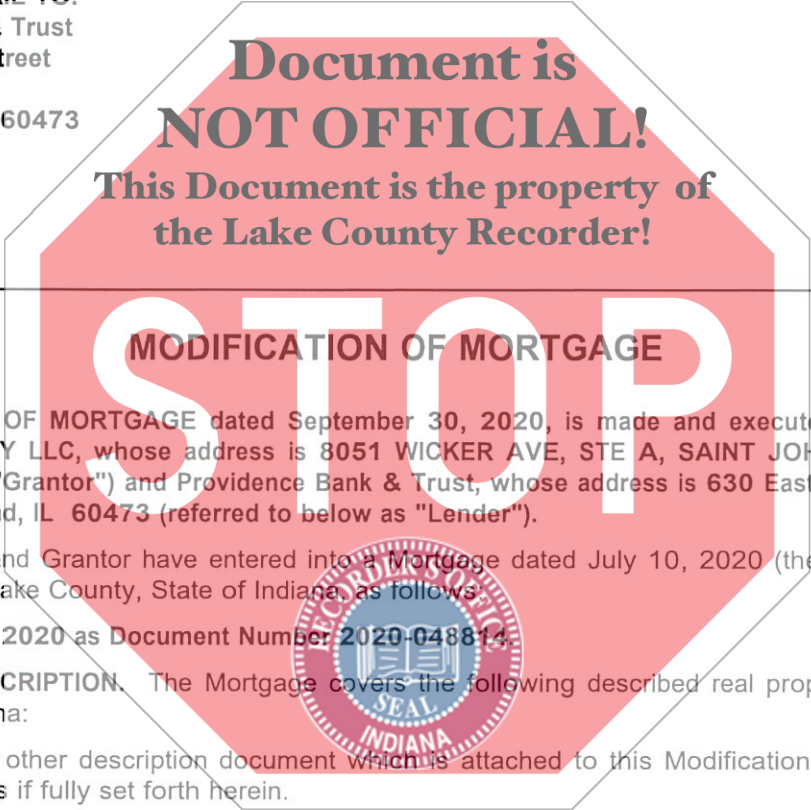 Trust
treet
60473
Document is
NOT OFFICIAL!
This Document is the property of
the Lake County Recorder!
STOP
MODIFICATION OF MORTGAGE
OF MORTGAGE dated September 30, 2020, is made and execute
Y LLC, whose address is 8051 WICKER AVE, STE A, SAINT JOH
"Grantor") and Providence Bank & Trust, whose address is 630 East
d, IL 60473 (referred to below as "Lender").
nd Grantor have entered into a Mortgage dated July 10, 2020 (the
ake County, State of Indiana, as follows:
2020 as Document Number 2020-048814.
CRIPTION. The Mortgage covers the following described real prop
na:
other description document which is attached to this Modification
s if fully set forth herein.
RECORDER'S OFFICE
SEAL
INDIANA